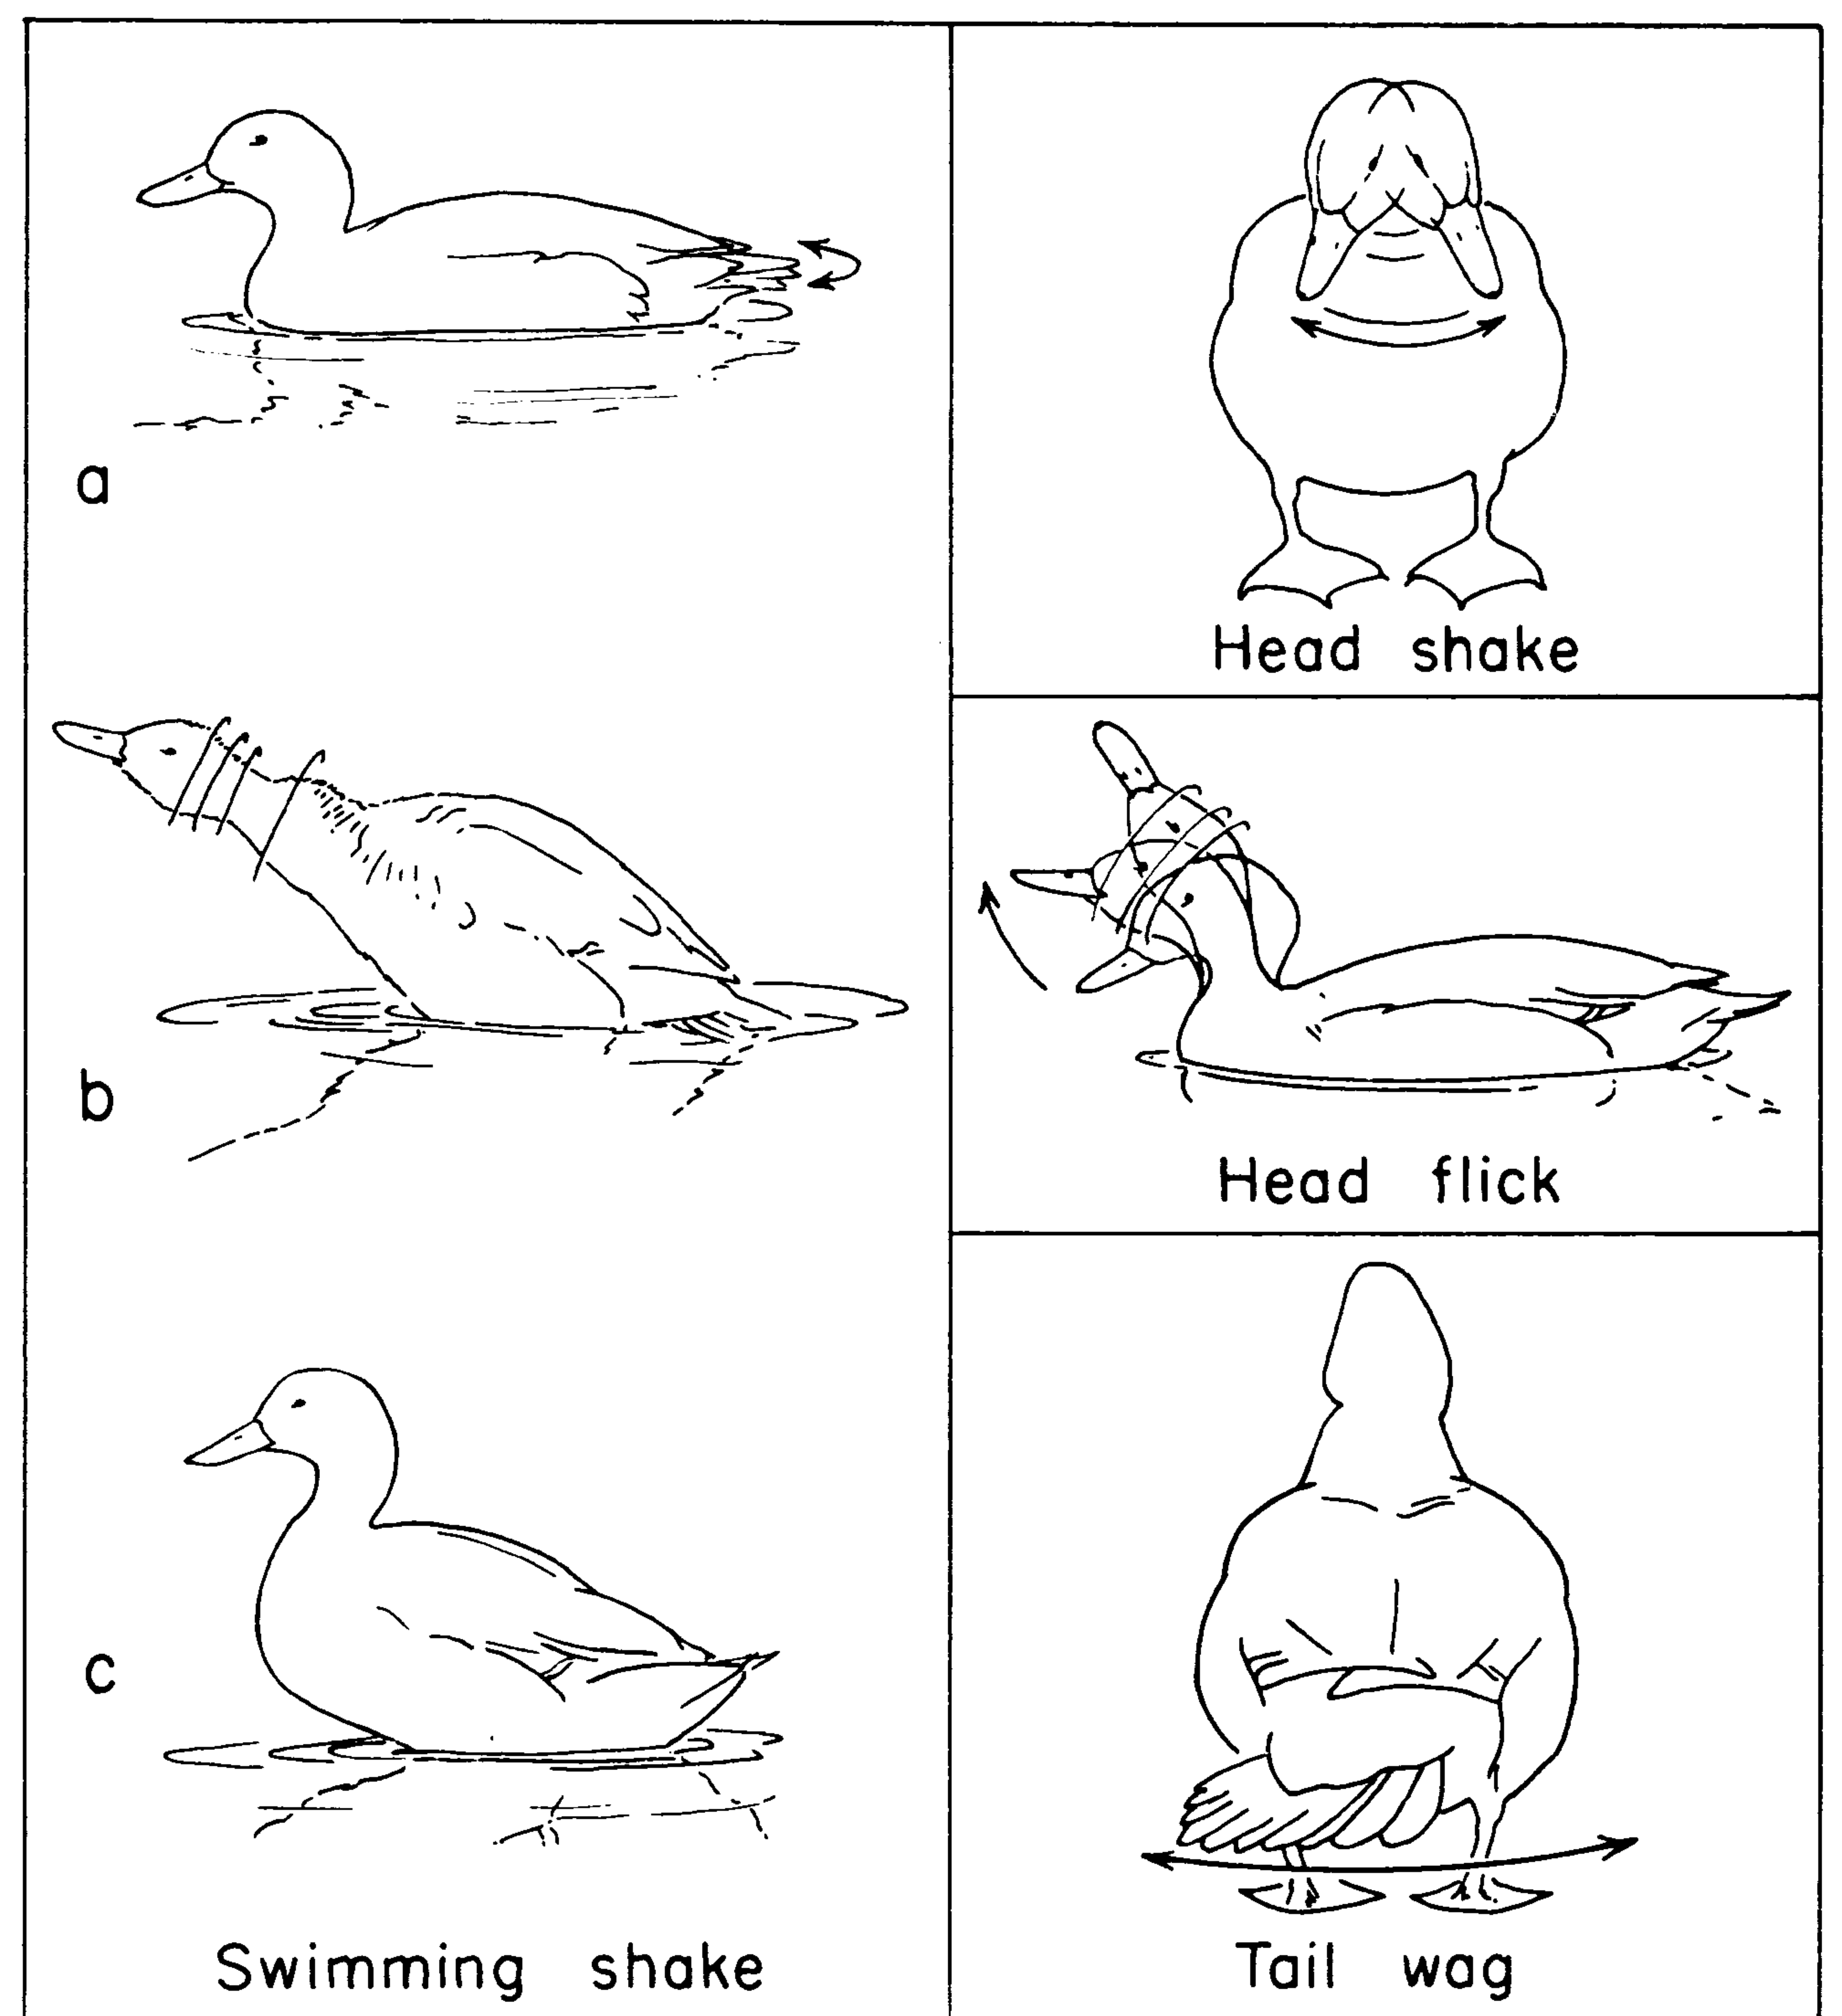 a
b
c
Swimming shake
Head shake
Head flick
Tail wag